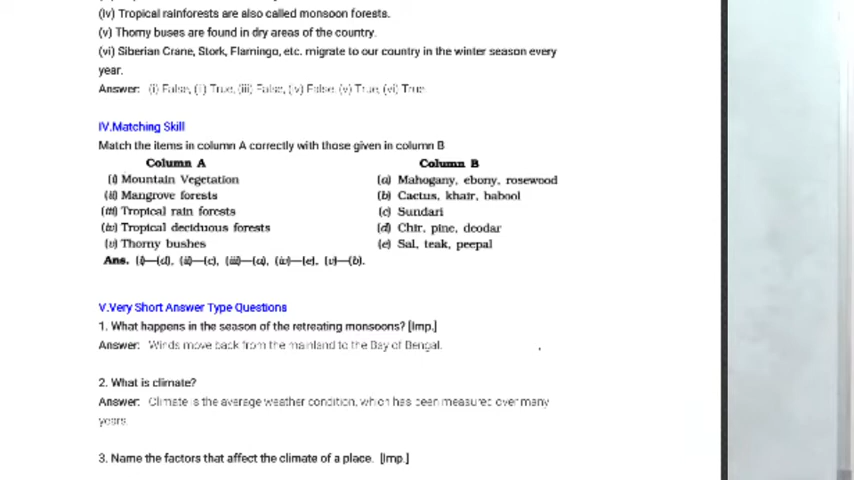 (iv) Tropical rainforests are also called monsoon forests.
(v) Thorny buses are found in dry areas of the country.
(vi) Siberian Crane, Stork, Flamingo, etc. migrate to our country in the winter season every
year.
Answer: (i) False, (ii) True, (iii) False, (iv) False (v) True, (vi) True
IV.Matching Skill
Match the items in column A correctly with those given in column B
Column A Column B
(i) Mountain Vegetation (a) Mahogany, ebony, rosewood
(ii) Mangrove forests (b) Cactus, khair, babool
(iii) Tropical rain forests (c) Sundari
(iv) Tropical deciduous forests (d) Chir, pine, deodar
(v) Thorny bushes (e) Sal, teak, peepal
Ans. (i)—(d), (ii)—(c), (iii)—(a), (iv)—(e), (v)—(b).
V.Very Short Answer Type Questions
1. What happens in the season of the retreating monsoons? [Imp.]
Answer: Winds move back from the mainland to the Bay of Bengal.
2. What is climate?
Answer: Climate is the average weather condition, which has been measured over many
years.
3. Name the factors that affect the climate of a place. [Imp.]